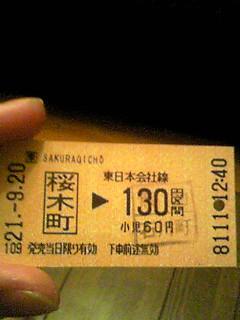 SAKURAGICHŌ
東日本会社線
桜木町 ▶ 130円区間
小児60円
21.-9.20
8111●12:40
109 発売当日限り有効 下車前途無効